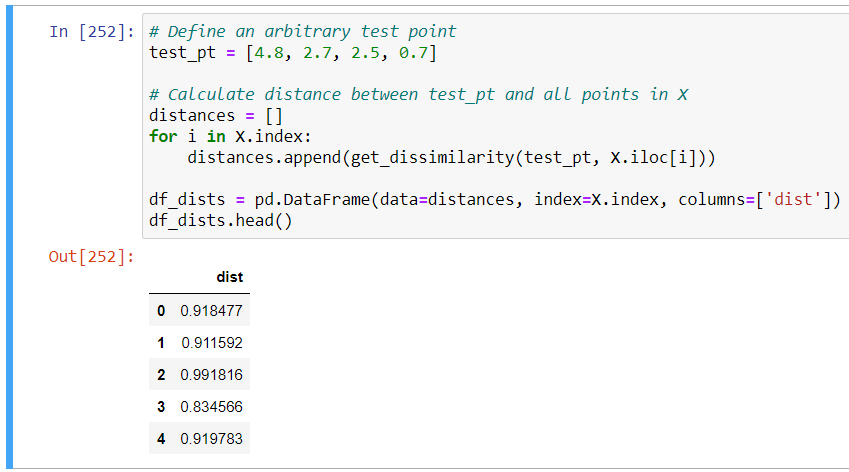 In [252]: # Define an arbitrary test point
test_pt = [4.8, 2.7, 2.5, 0.7]
# Calculate distance between test_pt and all points in X
distances = []
for i in X.index:
    distances.append(get_dissimilarity(test_pt, X.iloc[i]))
df_dists = pd.DataFrame(data=distances, index=X.index, columns=['dist'])
df_dists.head()
Out[252]:
dist
0 0.918477
1 0.911592
2 0.991816
3 0.834566
4 0.919783